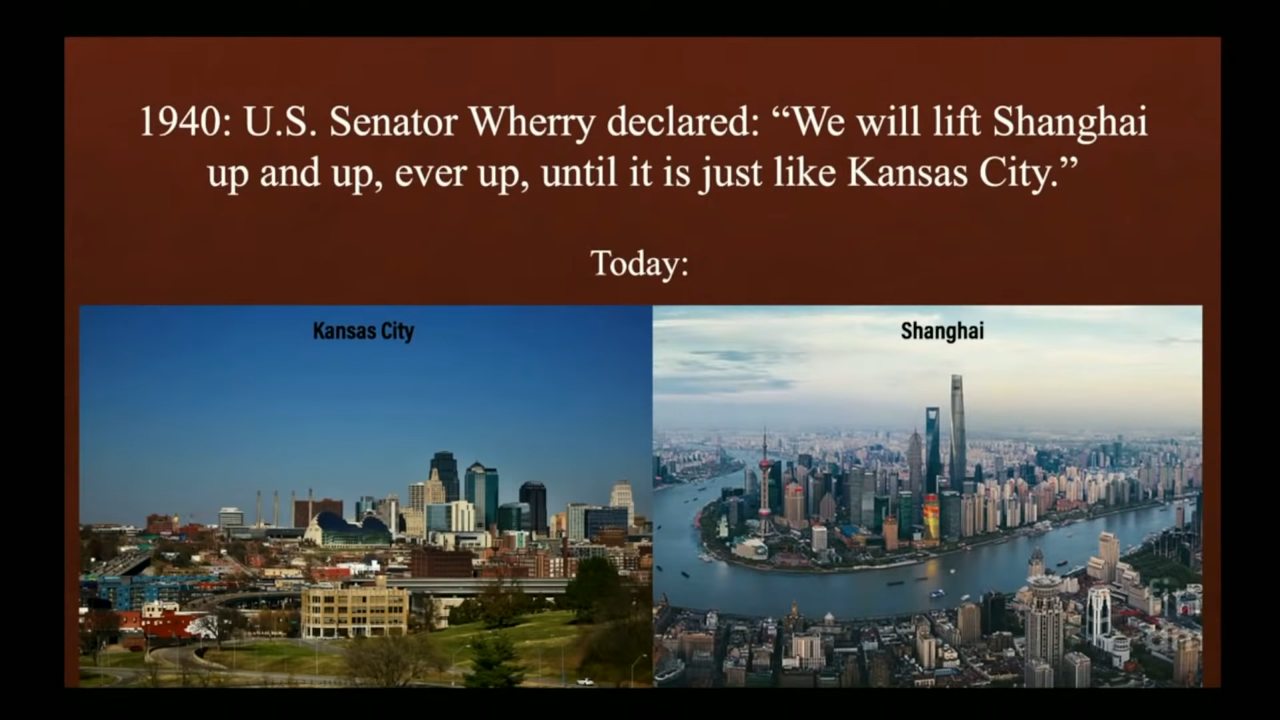 1940: U.S. Senator Wherry declared: “We will lift Shanghai
up and up, ever up, until it is just like Kansas City.”
Today:
Kansas City
Shanghai